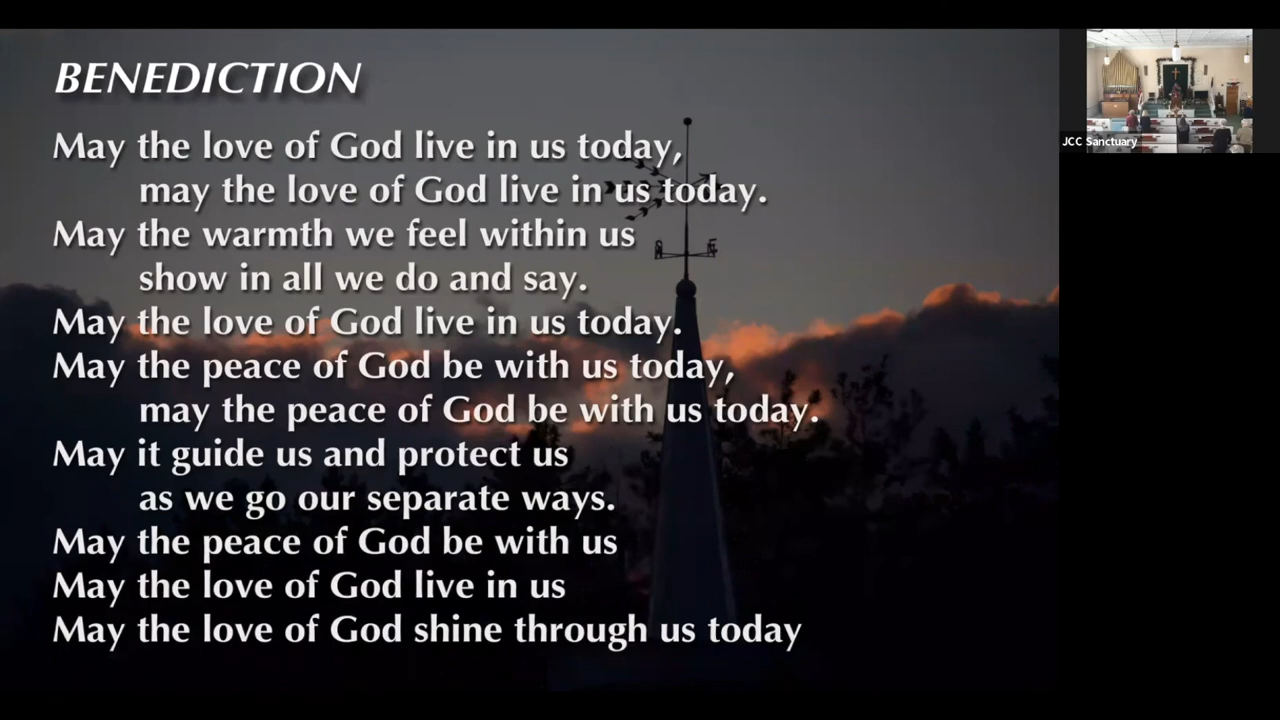 BENEDICTION
May the love of God live in us today,
may the love of God live in us today.
May the warmth we feel within us
show in all we do and say.
May the love of God live in us today.
May the peace of God be with us today,
may the peace of God be with us today.
May it guide us and protect us
as we go our separate ways.
May the peace of God be with us
May the love of God live in us
May the love of God shine through us today
JCC Sanctuary